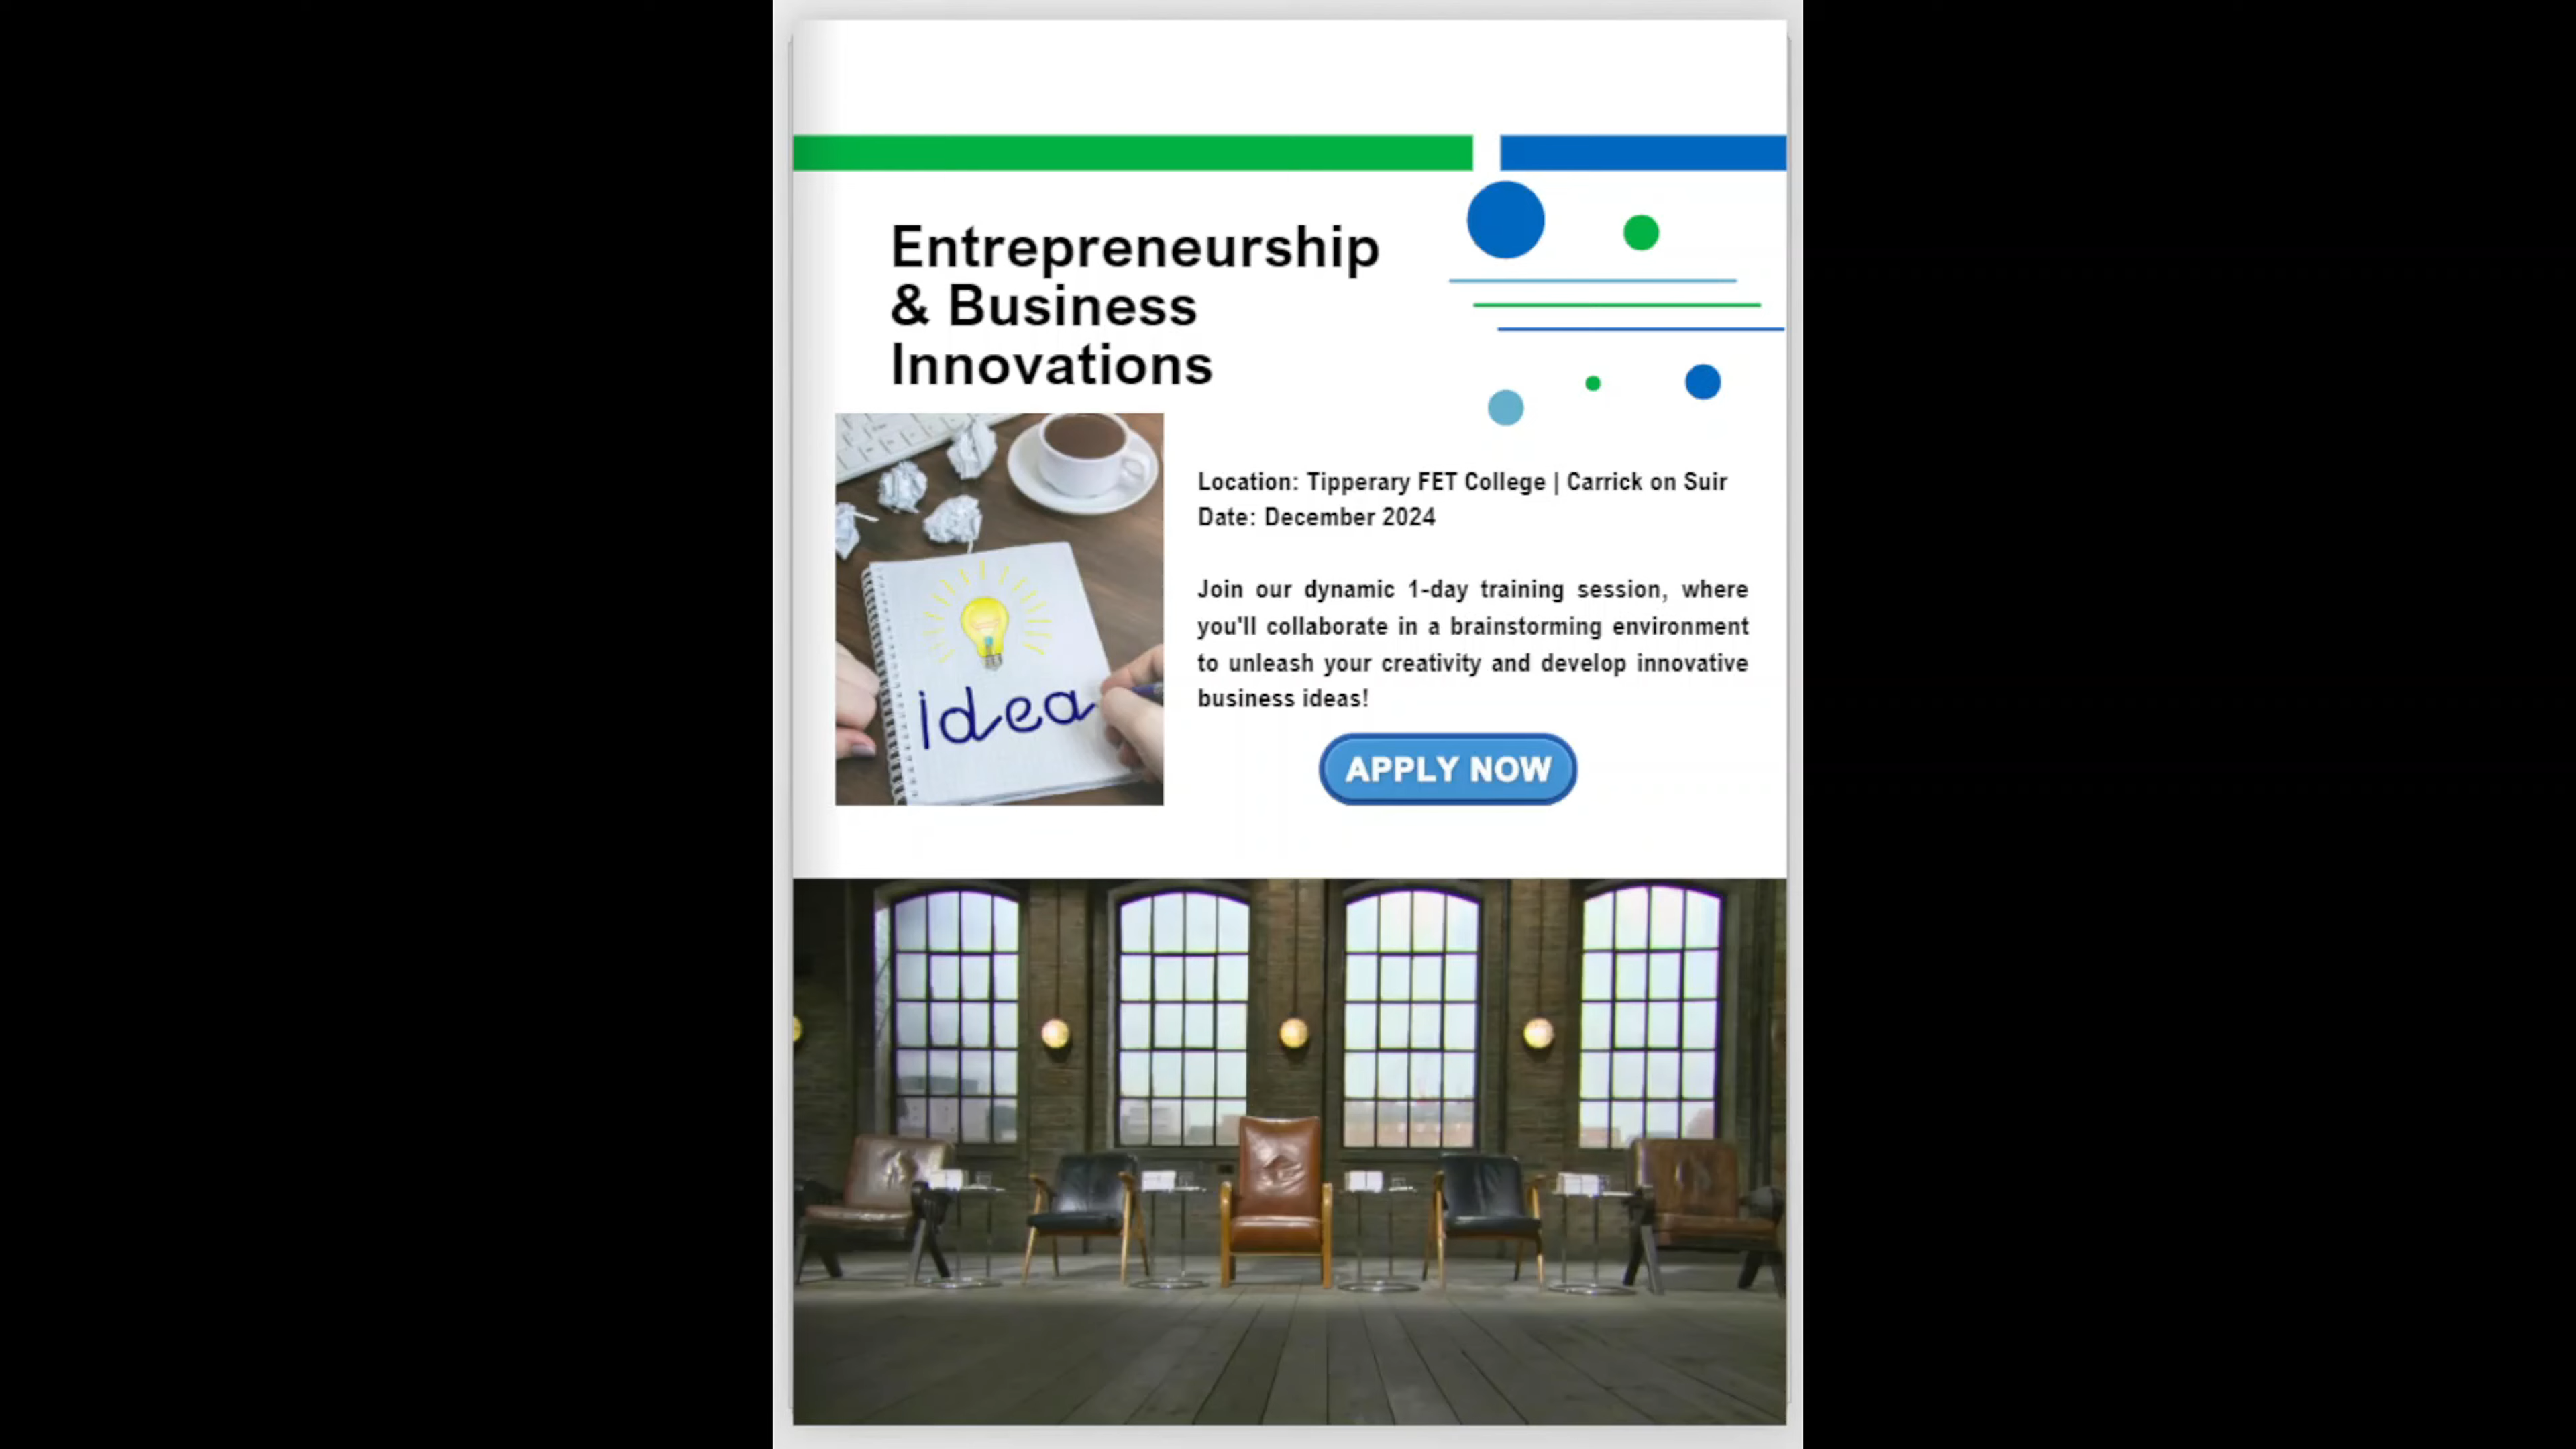 Entrepreneurship
& Business
Innovations
idea
Location: Tipperary FET College | Carrick on Suir
Date: December 2024
Join our dynamic 1-day training session, where
you'll collaborate in a brainstorming environment
to unleash your creativity and develop innovative
business ideas!
APPLY NOW